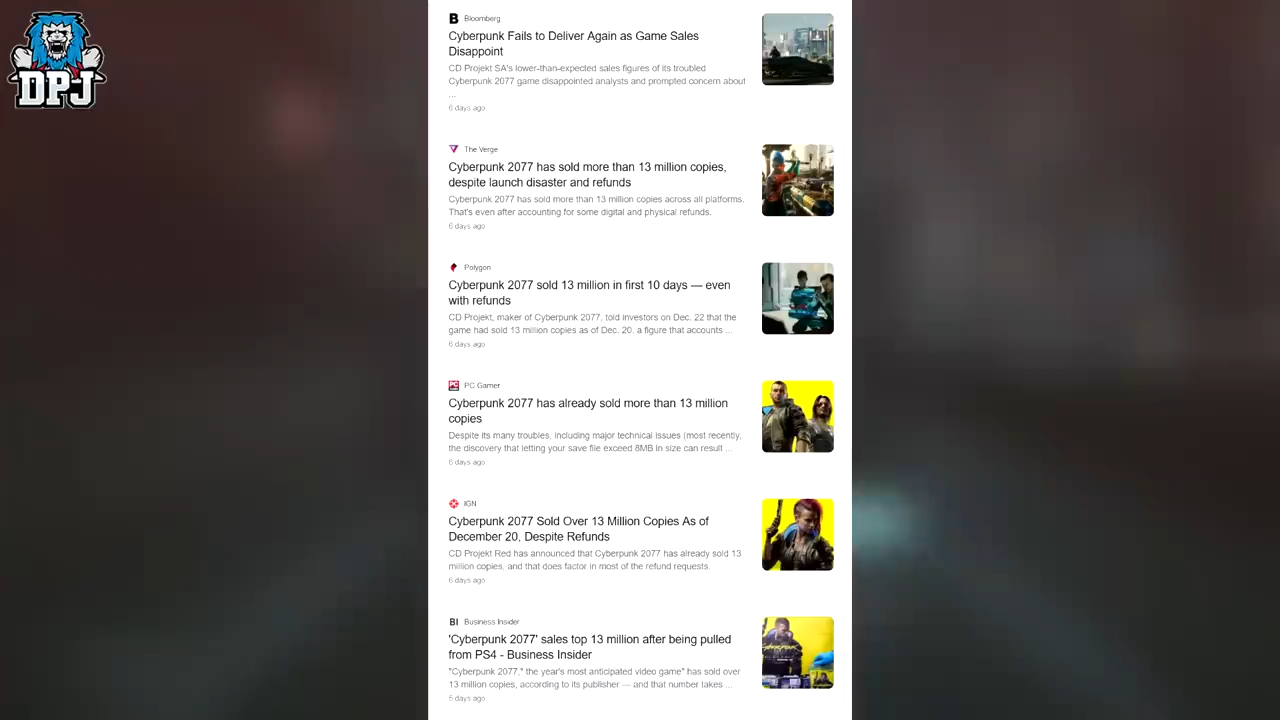 DPJ
Bloomberg
Cyberpunk Fails to Deliver Again as Game Sales
Disappoint
CD Projekt SA's lower-than-expected sales figures of its troubled
Cyberpunk 2077 game disappointed analysts and prompted concern about
...
6 days ago
The Verge
Cyberpunk 2077 has sold more than 13 million copies,
despite launch disaster and refunds
Cyberpunk 2077 has sold more than 13 million copies across all platforms.
That's even after accounting for some digital and physical refunds.
6 days ago
Polygon
Cyberpunk 2077 sold 13 million in first 10 days — even
with refunds
CD Projekt, maker of Cyberpunk 2077, told investors on Dec. 22 that the
game had sold 13 million copies as of Dec. 20, a figure that accounts ...
6 days ago
PC Gamer
Cyberpunk 2077 has already sold more than 13 million
copies
Despite its many troubles, including major technical issues (most recently,
the discovery that letting your save file exceed 8MB in size can result ...
6 days ago
IGN
Cyberpunk 2077 Sold Over 13 Million Copies As of
December 20, Despite Refunds
CD Projekt Red has announced that Cyberpunk 2077 has already sold 13
million copies, and that does factor in most of the refund requests.
6 days ago
BI Business Insider
'Cyberpunk 2077' sales top 13 million after being pulled
from PS4 - Business Insider
"Cyberpunk 2077," the year's most anticipated video game" has sold over
13 million copies, according to its publisher — and that number takes ...
5 days ago